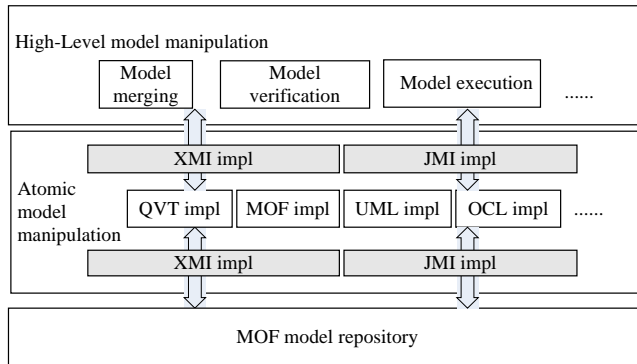 High-Level model manipulation
Model
merging
Model
verification
Model execution
......
XMI impl
JMI impl
Atomic
model
manipulation
QVT impl
MOF impl
UML impl
OCL impl
......
XMI impl
JMI impl
MOF model repository